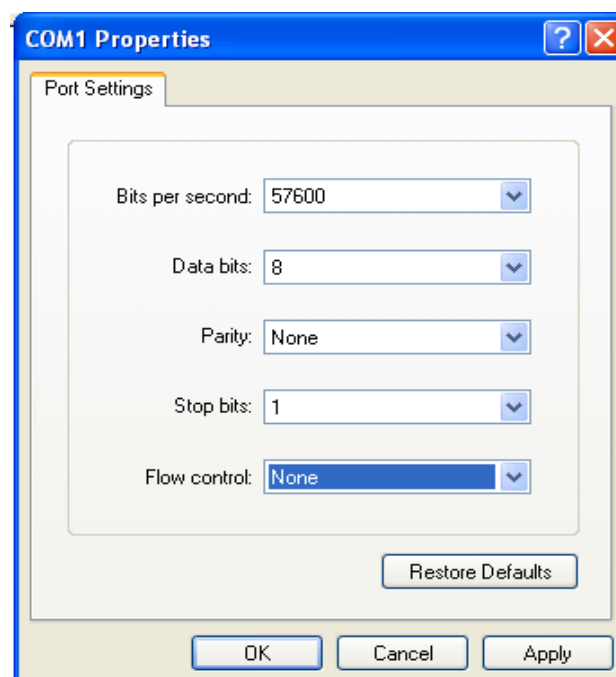 COM1 Properties
Port Settings
Bits per second: 57600
Data bits: 8
Parity: None
Stop bits: 1
Flow control: None
Restore Defaults
OK Cancel Apply